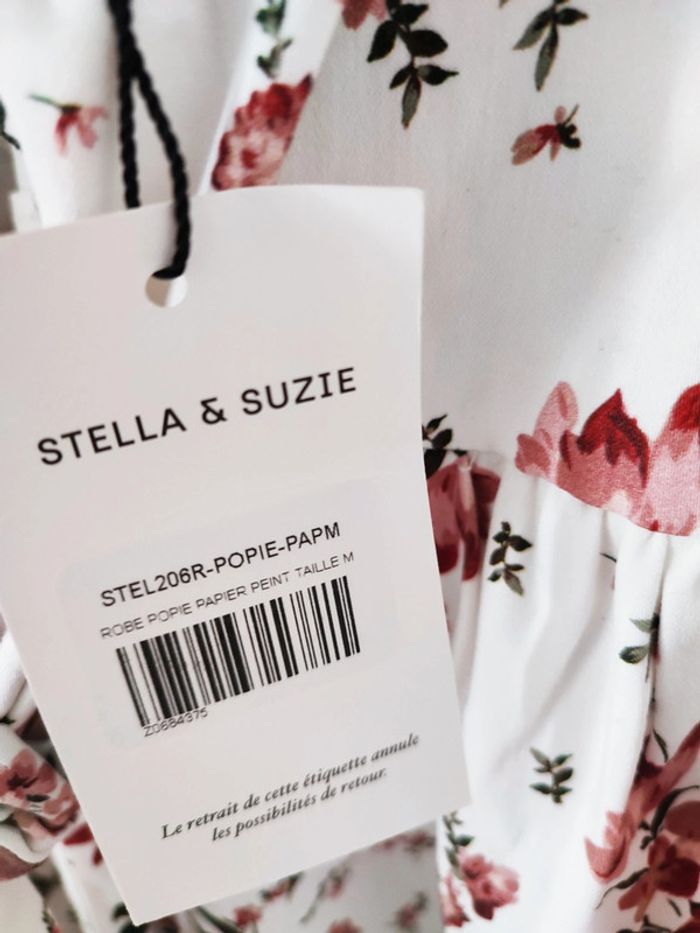 STELLA & SUZIE
STEL206R-POPIE-PAPM
ROBE POPIE PAPIER PEINT TAILLE M
Z0684375
Le retrait de cette étiquette annule
les possibilités de retour.